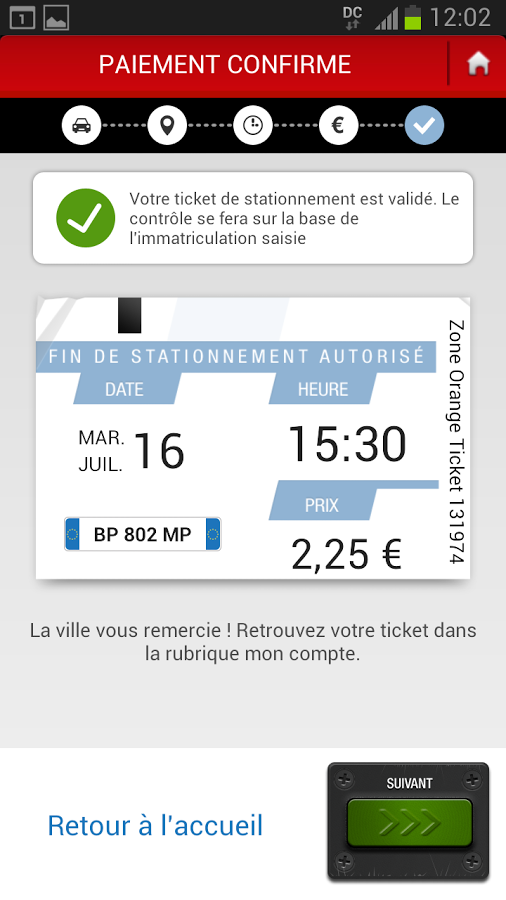 1 DC 12:02
PAIEMENT CONFIRME
€
Votre ticket de stationnement est validé. Le
contrôle se fera sur la base de
l'immatriculation saisie
FIN DE STATIONNEMENT AUTORISÉ
DATE HEURE
MAR.
JUIL. 16
15:30
PRIX
BP 802 MP
2,25 €
Zone Orange Ticket 131974
La ville vous remercie ! Retrouvez votre ticket dans
la rubrique mon compte.
Retour à l'accueil
SUIVANT